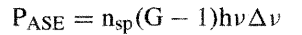 P_ASE = n_sp(G − 1)hνΔν